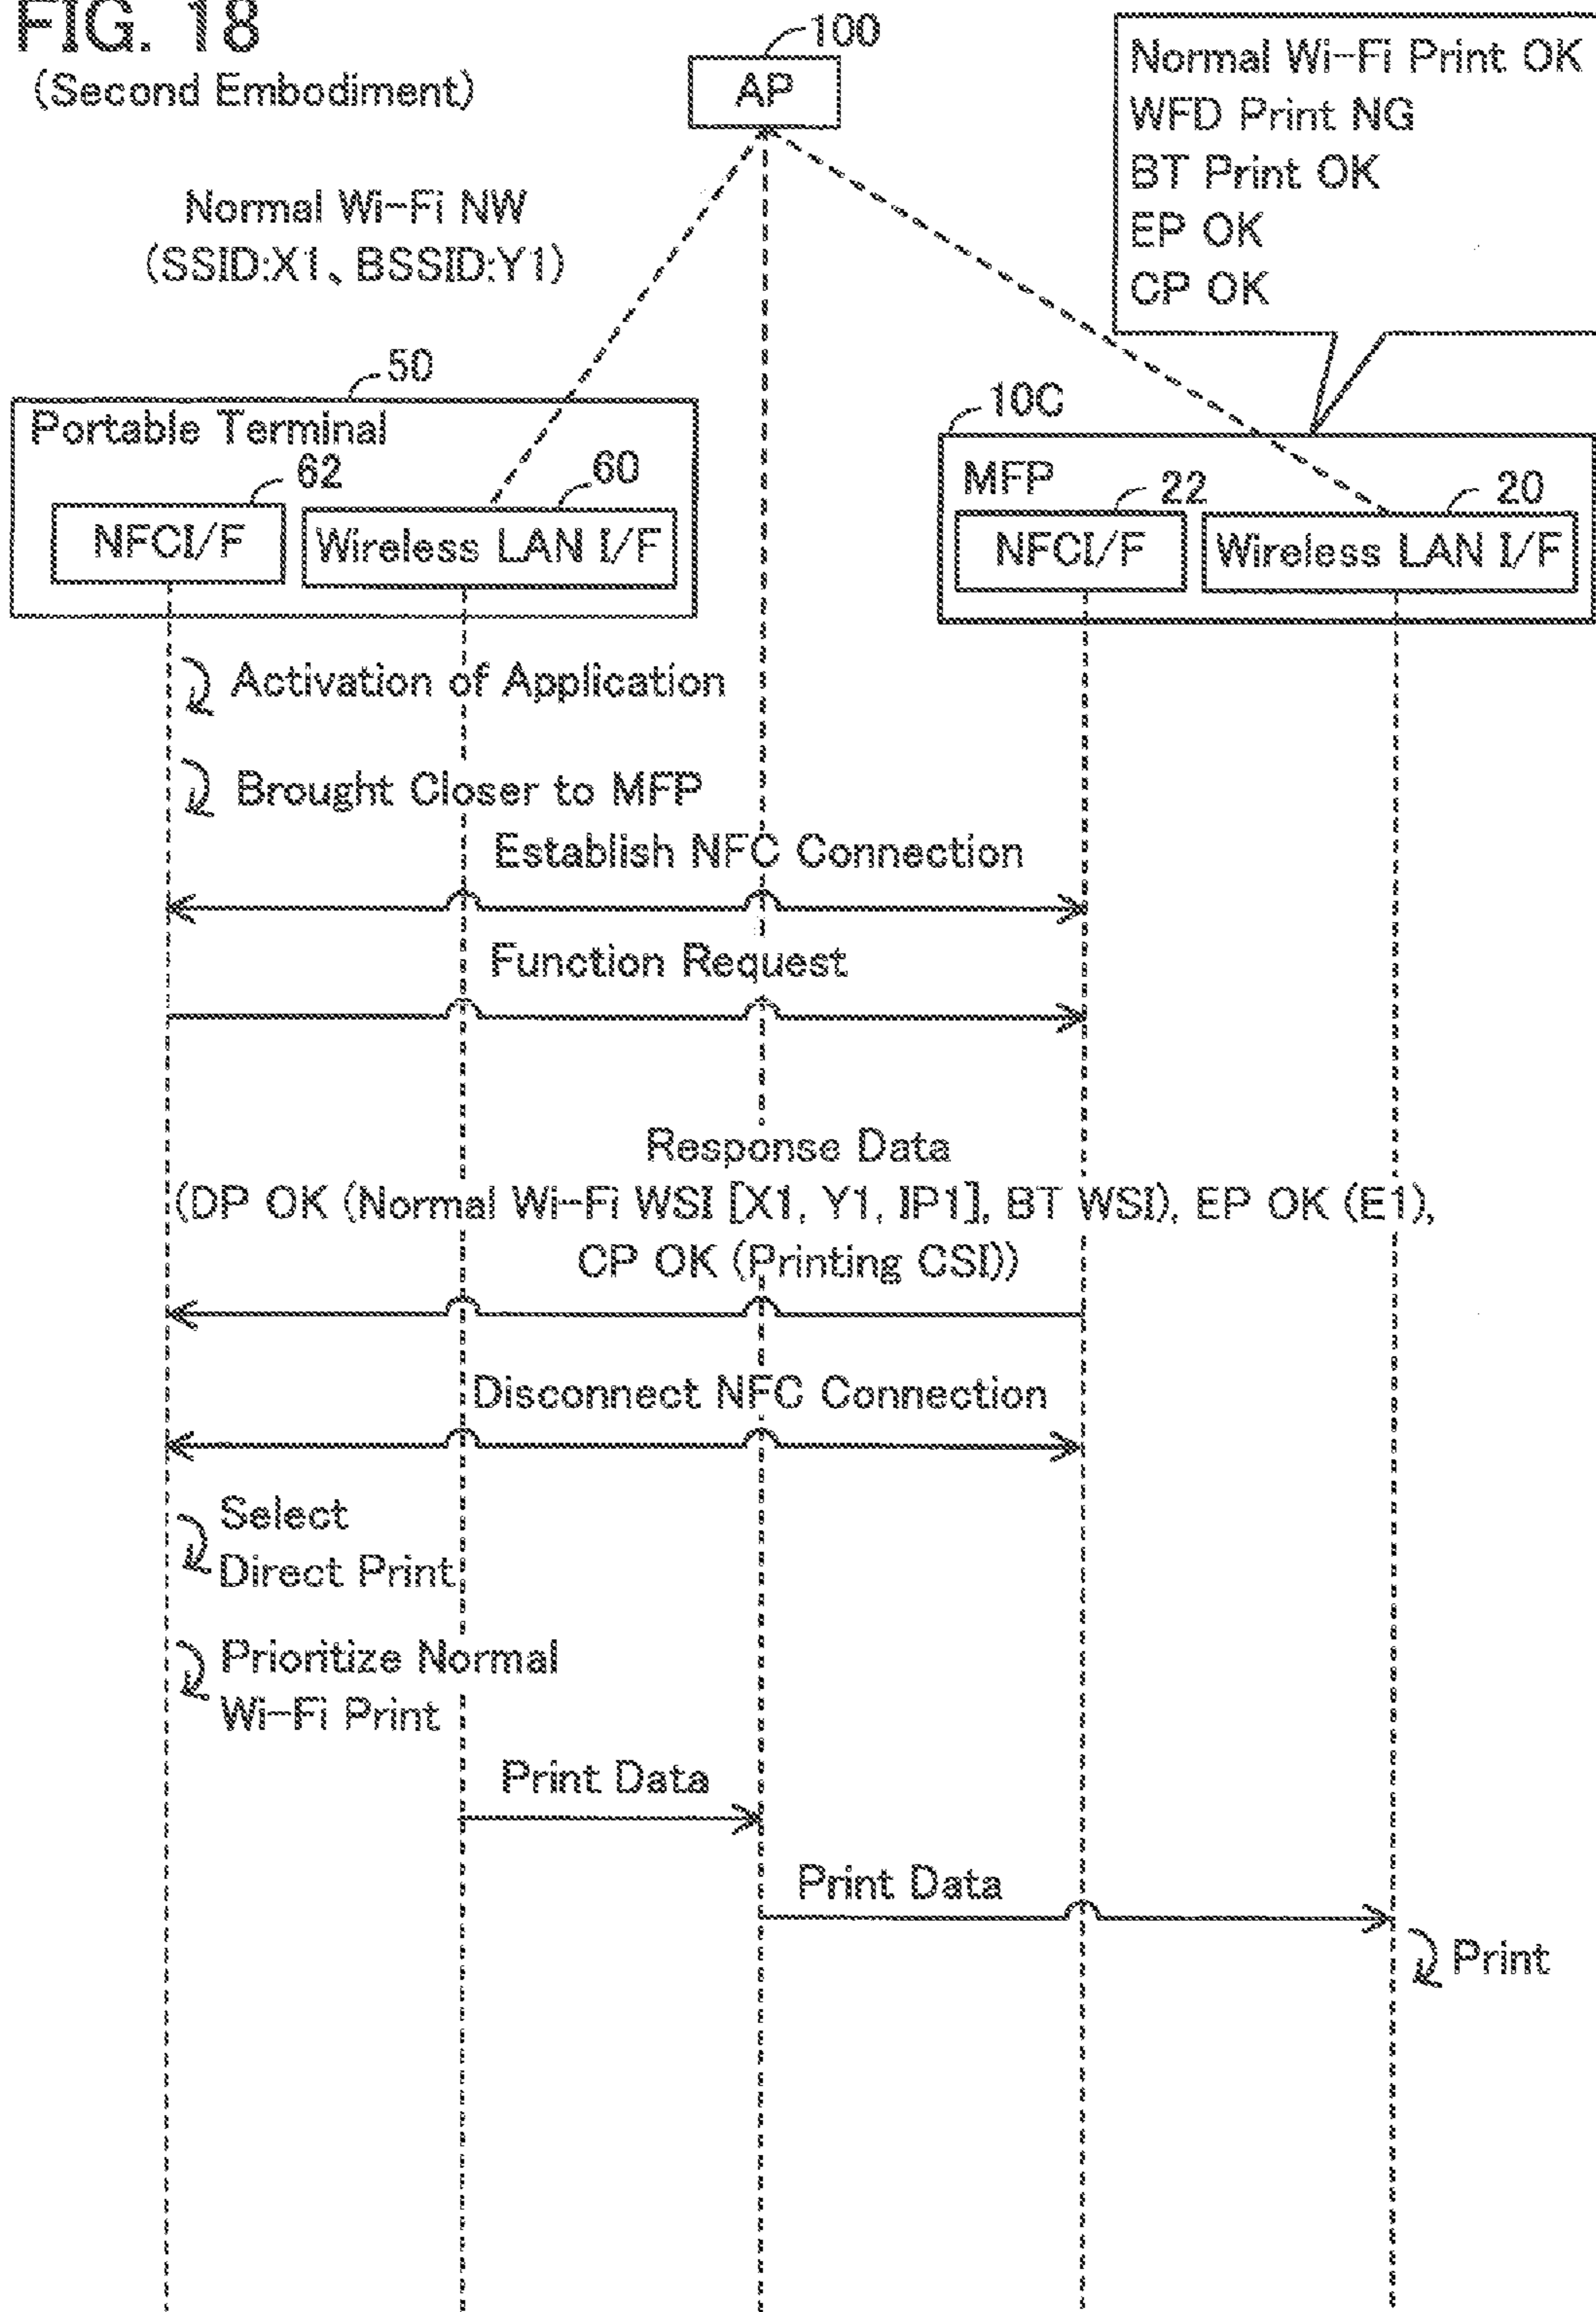 FIG. 18
(Second Embodiment)
100
AP
Normal Wi-Fi Print OK
WFD Print NG
BT Print OK
EP OK
CP OK
Normal Wi-Fi NW
(SSID:X1、BSSID:Y1)
50
Portable Terminal
62
60
NFCI/F
Wireless LAN I/F
10C
MFP
22
20
NFCI/F
Wireless LAN I/F
Activation of Application
Brought Closer to MFP
Establish NFC Connection
Function Request
Response Data
(DP OK (Normal Wi-Fi WSI [X1, Y1, IP1], BT WSI), EP OK (E1),
CP OK (Printing CSI))
Disconnect NFC Connection
Select
Direct Print
Prioritize Normal
Wi-Fi Print
Print Data
Print Data
Print